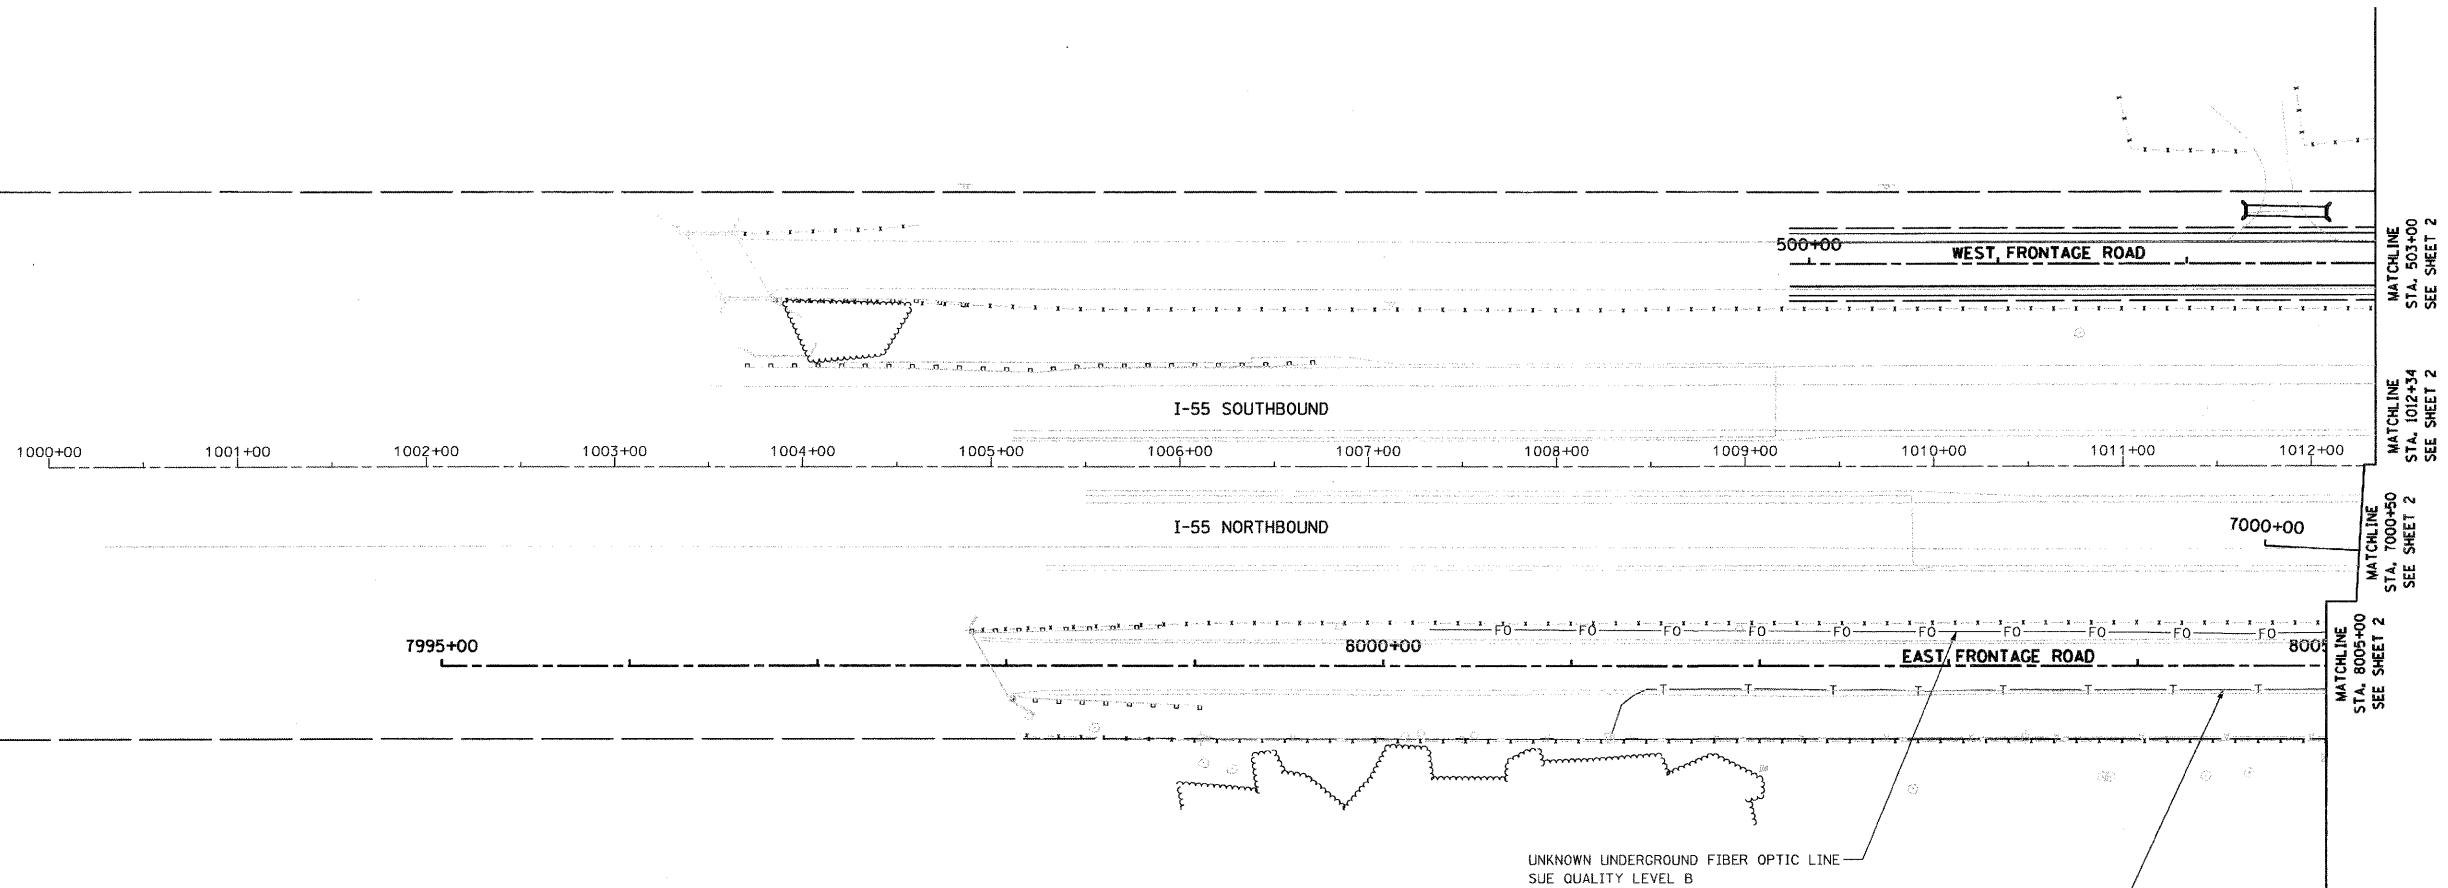 500+00
WEST FRONTAGE ROAD
MATCHLINE
STA. 503+00
SEE SHEET 2
I-55 SOUTHBOUND
MATCHLINE
STA. 1012+34
SEE SHEET 2
1000+00 1001+00 1002+00 1003+00 1004+00 1005+00 1006+00 1007+00 1008+00 1009+00 1010+00 1011+00 1012+00
I-55 NORTHBOUND
7000+00
MATCHLINE
STA. 7000+50
SEE SHEET 2
FO FO FO FO FO FO FO FO FO FO
7995+00 8000+00 8005
EAST FRONTAGE ROAD
MATCHLINE
STA. 8005+00
SEE SHEET 2
T T T T T T T T
UNKNOWN UNDERGROUND FIBER OPTIC LINE
SUE QUALITY LEVEL B